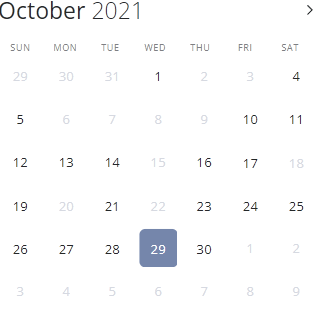 October 2021
SUN MON TUE WED THU FRI SAT
29 30 31 1 2 3 4
5 6 7 8 9 10 11
12 13 14 15 16 17 18
19 20 21 22 23 24 25
26 27 28 29 30 1 2
3 4 5 6 7 8 9